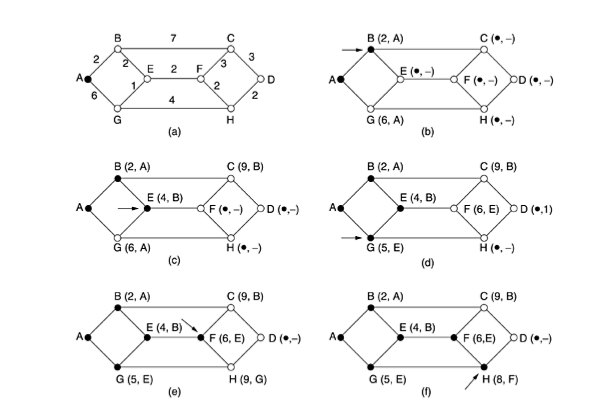 B
7
C
2
2
3
3
A
E
2
F
D
6
1
2
2
4
G
H
(a)
B (2, A)
C (●, –)
A
E (●, –)
F (●, –)
D (●, –)
G (6, A)
H (●, –)
(b)
B (2, A)
C (9, B)
A
E (4, B)
F (●, –)
D (●,–)
G (6, A)
H (●, –)
(c)
B (2, A)
C (9, B)
A
E (4, B)
F (6, E)
D (●,1)
G (5, E)
H (●, –)
(d)
B (2, A)
C (9, B)
A
E (4, B)
F (6, E)
D (●,–)
G (5, E)
H (9, G)
(e)
B (2, A)
C (9, B)
A
E (4, B)
F (6,E)
D (●,–)
G (5, E)
H (8, F)
(f)